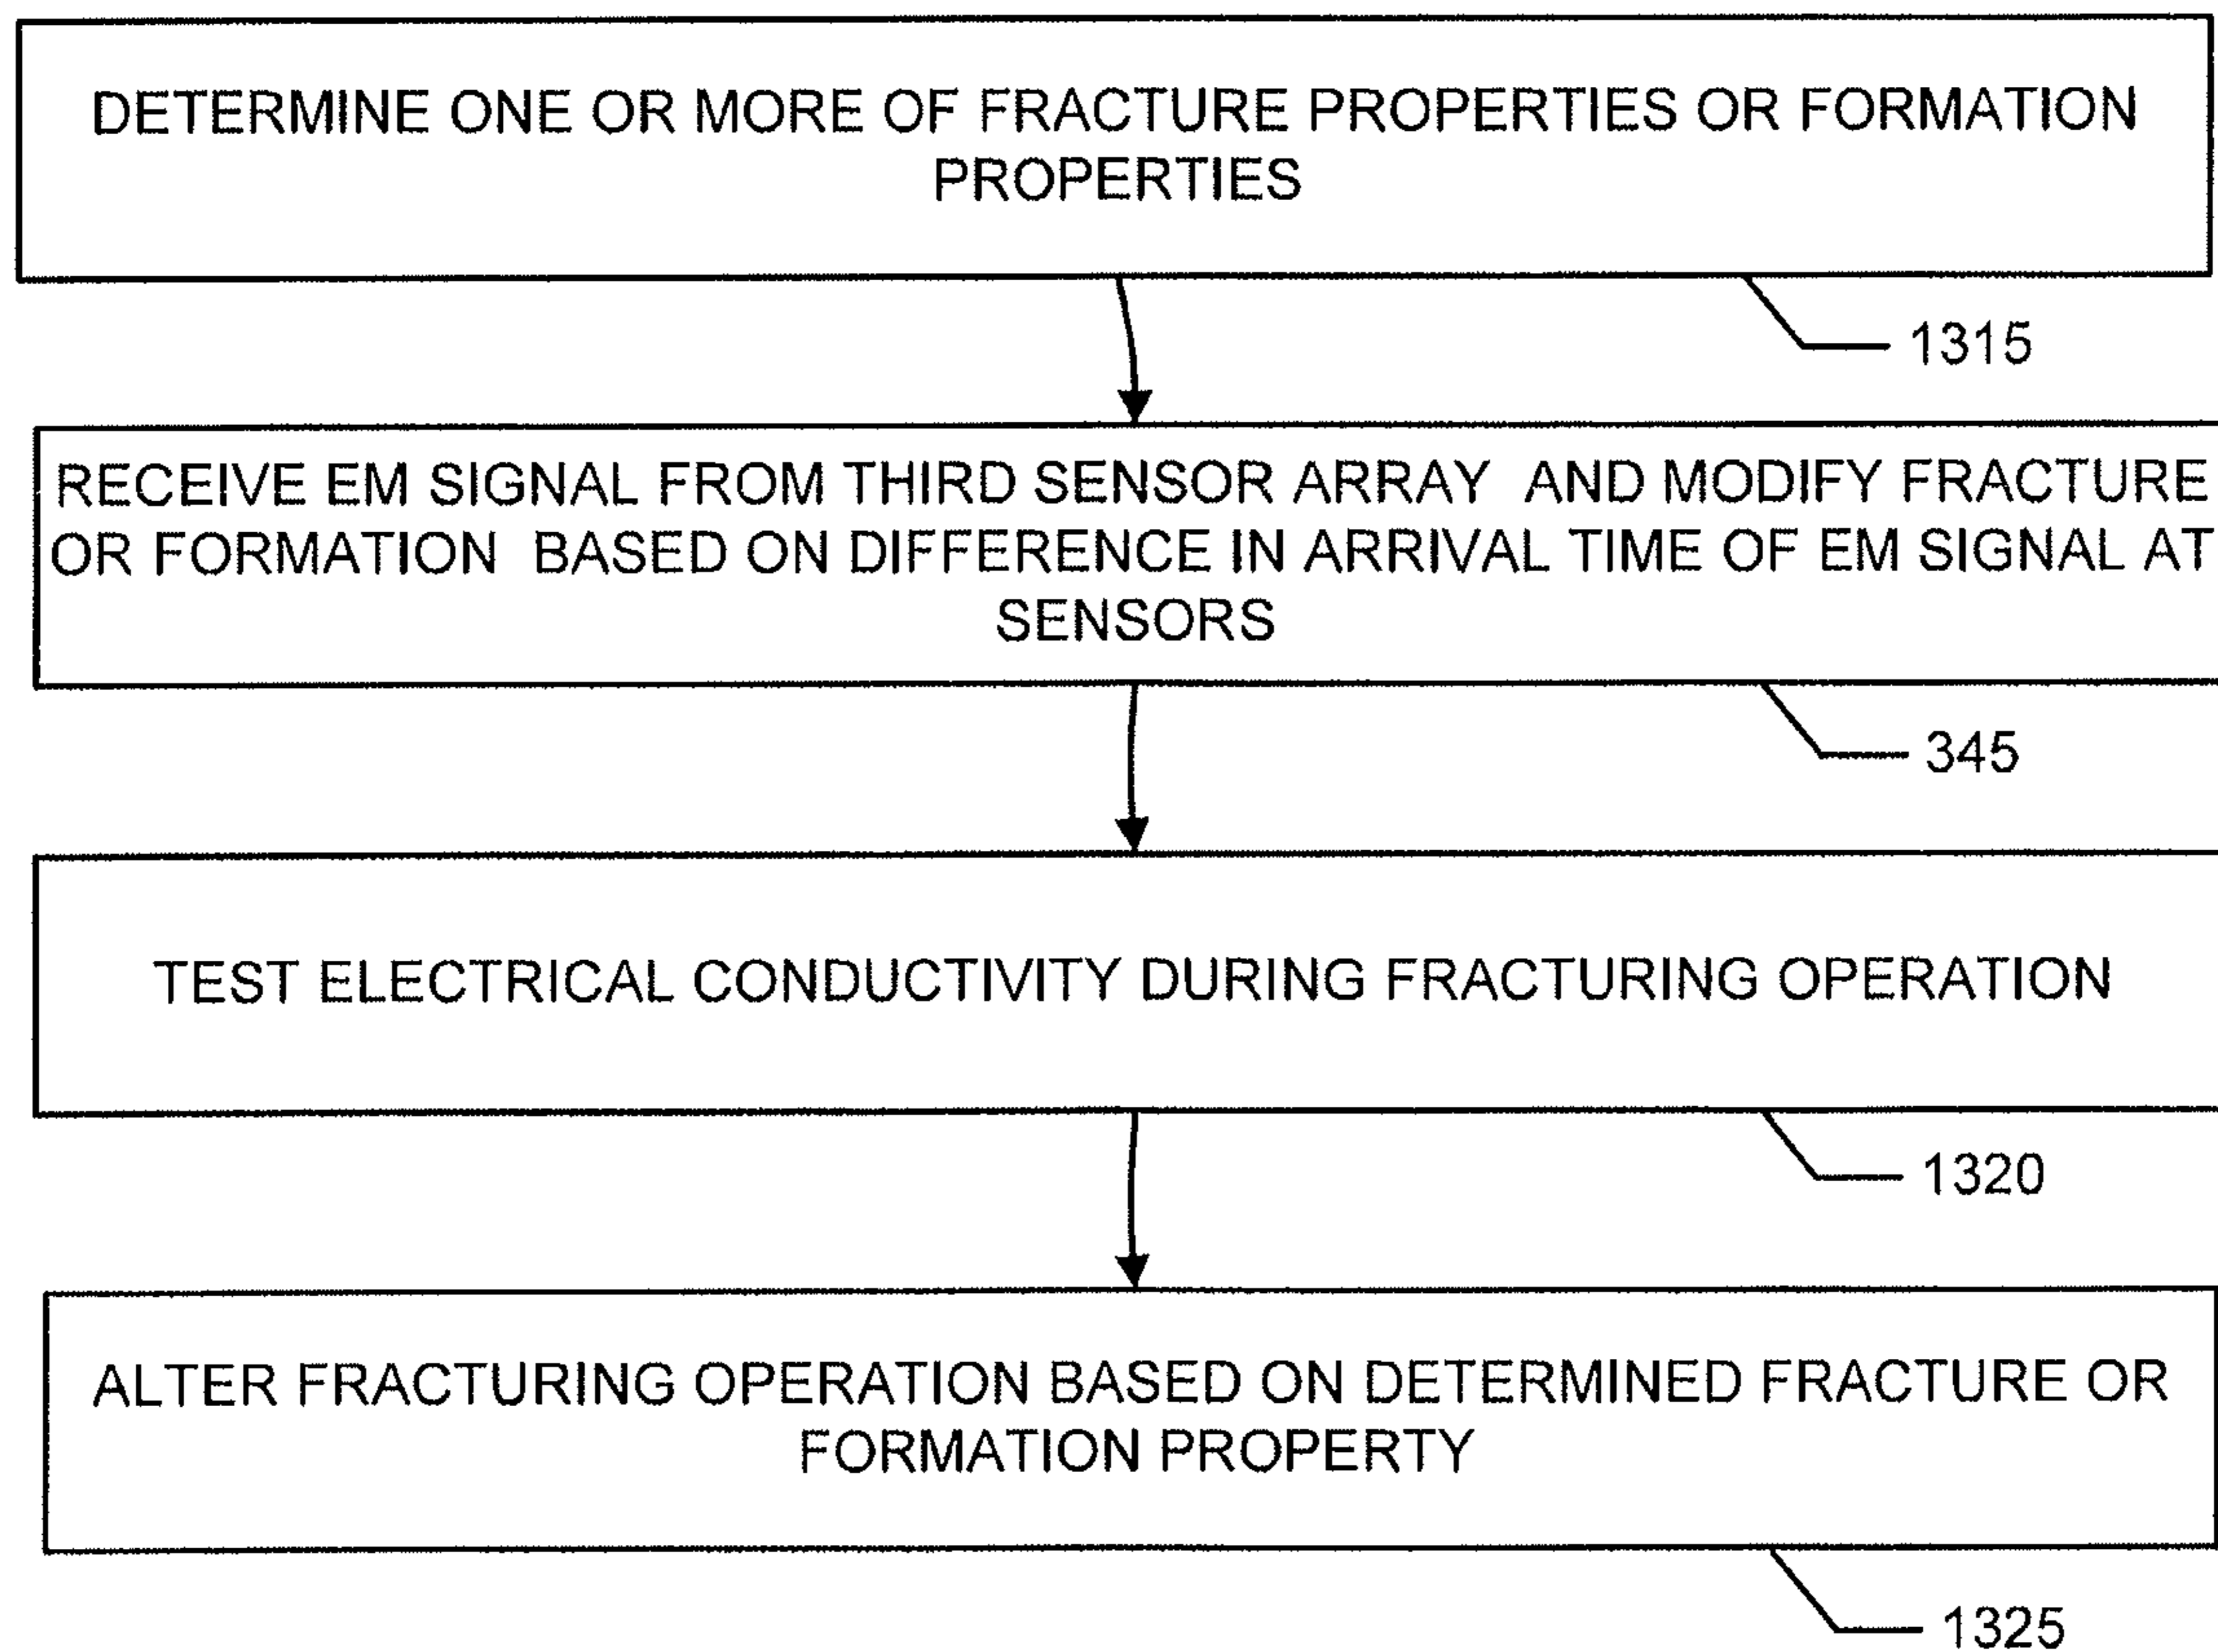 DETERMINE ONE OR MORE OF FRACTURE PROPERTIES OR FORMATION
PROPERTIES
1315
RECEIVE EM SIGNAL FROM THIRD SENSOR ARRAY AND MODIFY FRACTURE
OR FORMATION BASED ON DIFFERENCE IN ARRIVAL TIME OF EM SIGNAL AT
SENSORS
345
TEST ELECTRICAL CONDUCTIVITY DURING FRACTURING OPERATION
1320
ALTER FRACTURING OPERATION BASED ON DETERMINED FRACTURE OR
FORMATION PROPERTY
1325